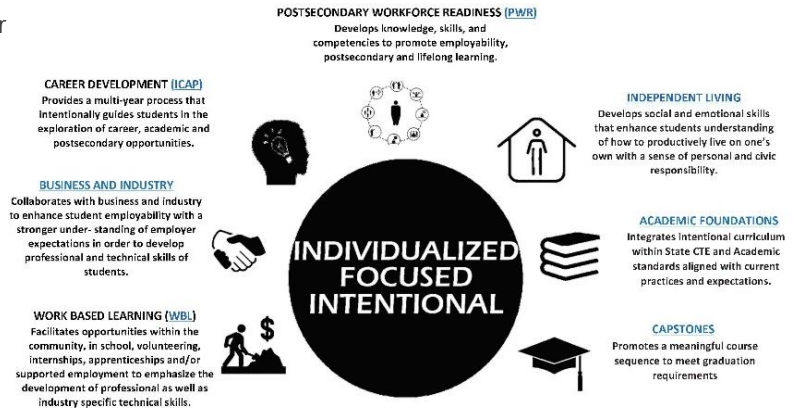 r
POSTSECONDARY WORKFORCE READINESS (PWR)
Develops knowledge, skills, and
competencies to promote employability,
postsecondary and lifelong learning.
CAREER DEVELOPMENT (ICAP)
Provides a multi-year process that
intentionally guides students in the
exploration of career, academic and
postsecondary opportunities.
BUSINESS AND INDUSTRY
Collaborates with business and industry
to enhance student employability with a
stronger under- standing of employer
expectations in order to develop
professional and technical skills of
students.
WORK BASED LEARNING (WBL)
Facilitates opportunities within the
community, in school, volunteering,
internships, apprenticeships and/or
supported employment to emphasize the
development of professional as well as
industry specific technical skills.
$
INDIVIDUALIZED
FOCUSED
INTENTIONAL
INDEPENDENT LIVING
Develops social and emotional skills
that enhance students understanding
of how to productively live on one's
own with a sense of personal and civic
responsibility.
ACADEMIC FOUNDATIONS
Integrates intentional curriculum
within State CTE and Academic
standards aligned with current
practices and expectations.
CAPSTONES
Promotes a meaningful course
sequence to meet graduation
requirements